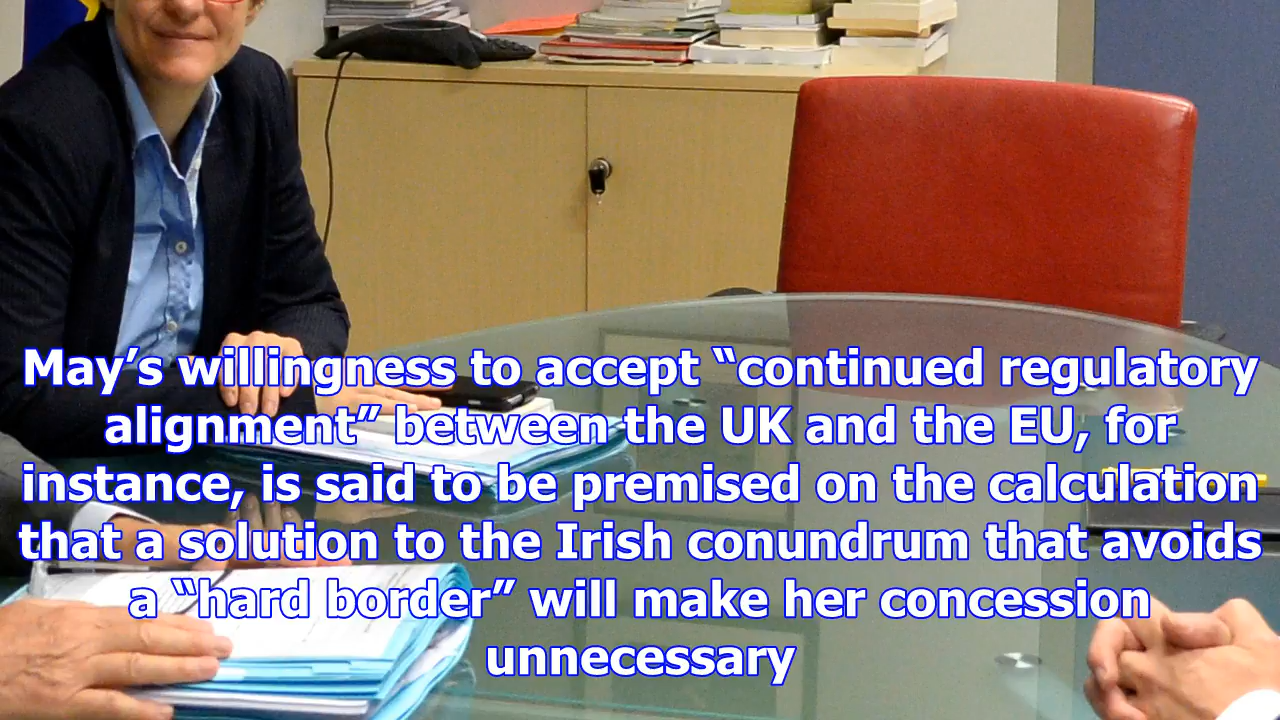 May’s willingness to accept “continued regulatory
alignment” between the UK and the EU, for
instance, is said to be premised on the calculation
that a solution to the Irish conundrum that avoids
a “hard border” will make her concession
unnecessary